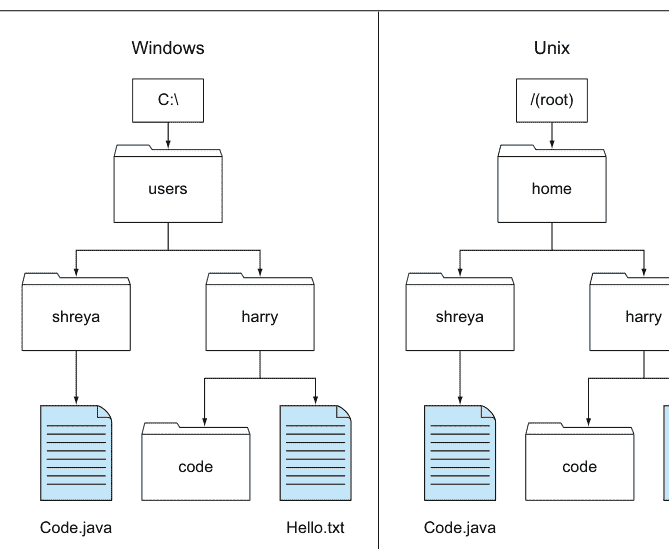 Windows
C:\
users
shreya
harry
code
Code.java
Hello.txt
Unix
/(root)
home
shreya
harry
code
Code.java